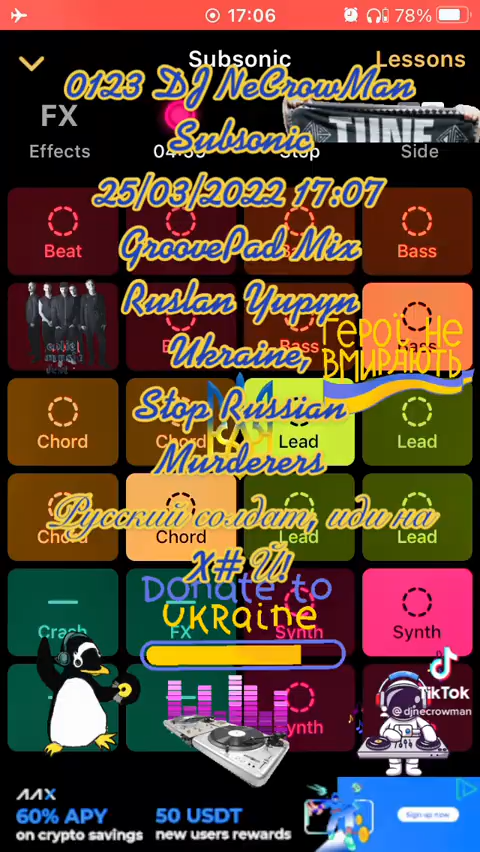 17:06
78%
Subsonic
Lessons
0123 DJ NeCrowMan
FX
TUNE
Subsonic
Effects
Stop
Side
25/03/2022 17:07
Beat
Bass
GroovePad Mix
Ruslan Yupyn
ГЕРОЇ НЕ
ВМИРАЮТЬ
Bass
Bass
Ukraine,
Stop Russian
Chord
Chord
Lead
Lead
Murderers
Русский солдат, иди на
Chord
Chord
Lead
Lead
Х#Й!
Donate to
UKRaine
Crash
FX
Synth
Synth
TikTok
@djnecrowman
Synth
AAX
60% APY
on crypto savings
50 USDT
new users rewards
Sign up now